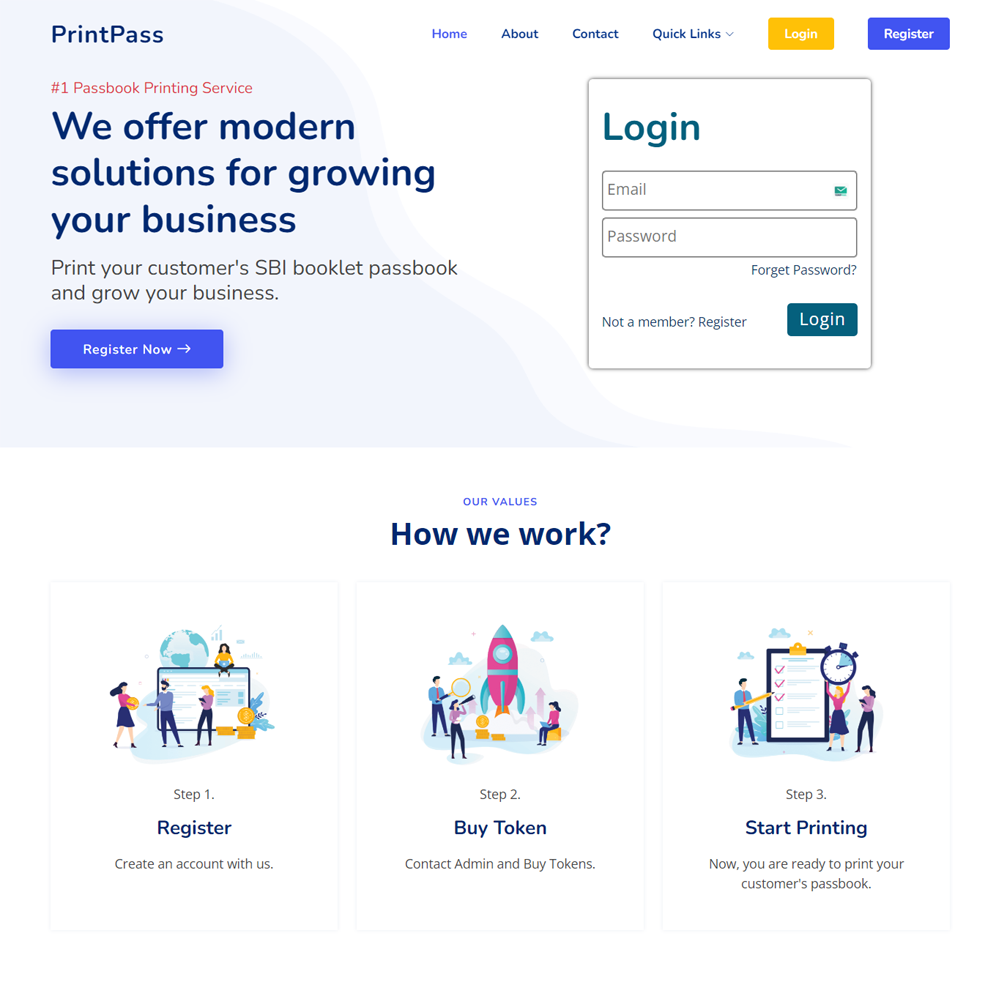 PrintPass
Home
About
Contact
Quick Links
Login
Register
#1 Passbook Printing Service
We offer modern
solutions for growing
your business
Print your customer's SBI booklet passbook
and grow your business.
Register Now →
Login
Email
Password
Forget Password?
Not a member? Register
Login
OUR VALUES
How we work?
Step 1.
Register
Create an account with us.
Step 2.
Buy Token
Contact Admin and Buy Tokens.
Step 3.
Start Printing
Now, you are ready to print your
customer's passbook.